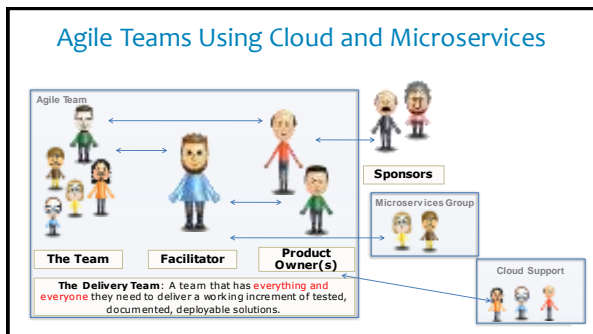 Agile Teams Using Cloud and Microservices
Agile Team
Sponsors
Microservices Group
The Team
Facilitator
Product
Owner(s)
Cloud Support
The Delivery Team: A team that has everything and
everyone they need to deliver a working increment of tested,
documented, deployable solutions.